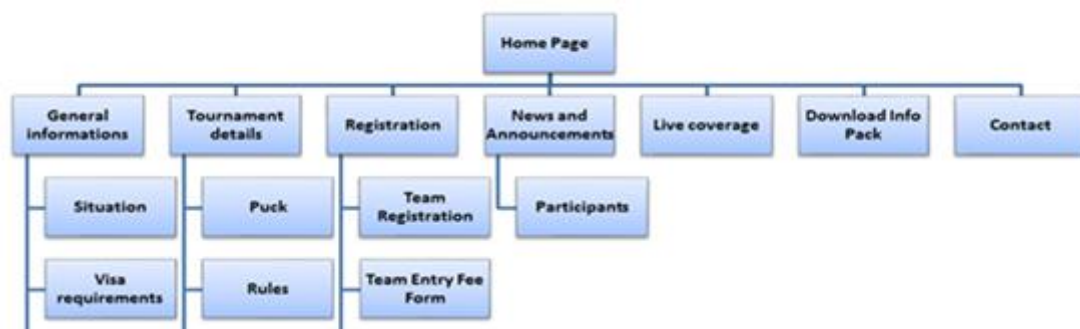 Home Page
General
informations
Tournament
details
Registration
News and
Announcements
Live coverage
Download Info
Pack
Contact
Situation
Puck
Team
Registration
Participants
Visa
requirements
Rules
Team Entry Fee
Form